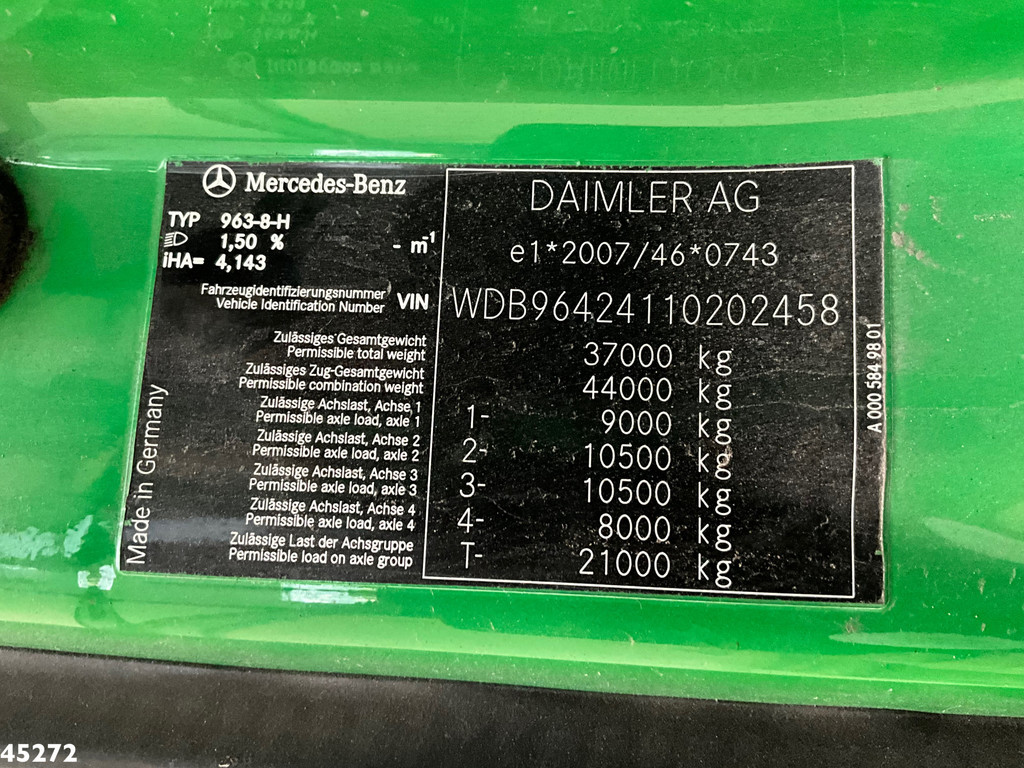 Mercedes-Benz
TYP 963-8-H
1,50 % - m-1
iHA= 4,143
DAIMLER AG
e1*2007/46*0743
Fahrzeugidentifizierungsnummer
Vehicle Identification Number VIN WDB96424110202458
Zulässiges Gesamtgewicht
Permissible total weight 37000 kg
Zulässiges Zug-Gesamtgewicht
Permissible combination weight 44000 kg
Zulässige Achslast, Achse 1
Permissible axle load, axle 1 1- 9000 kg
Zulässige Achslast, Achse 2
Permissible axle load, axle 2 2- 10500 kg
Zulässige Achslast, Achse 3
Permissible axle load, axle 3 3- 10500 kg
Zulässige Achslast, Achse 4
Permissible axle load, axle 4 4- 8000 kg
Zulässige Last der Achsgruppe
Permissible load on axle group T- 21000 kg
Made in Germany
A 000 584 98 01
45272